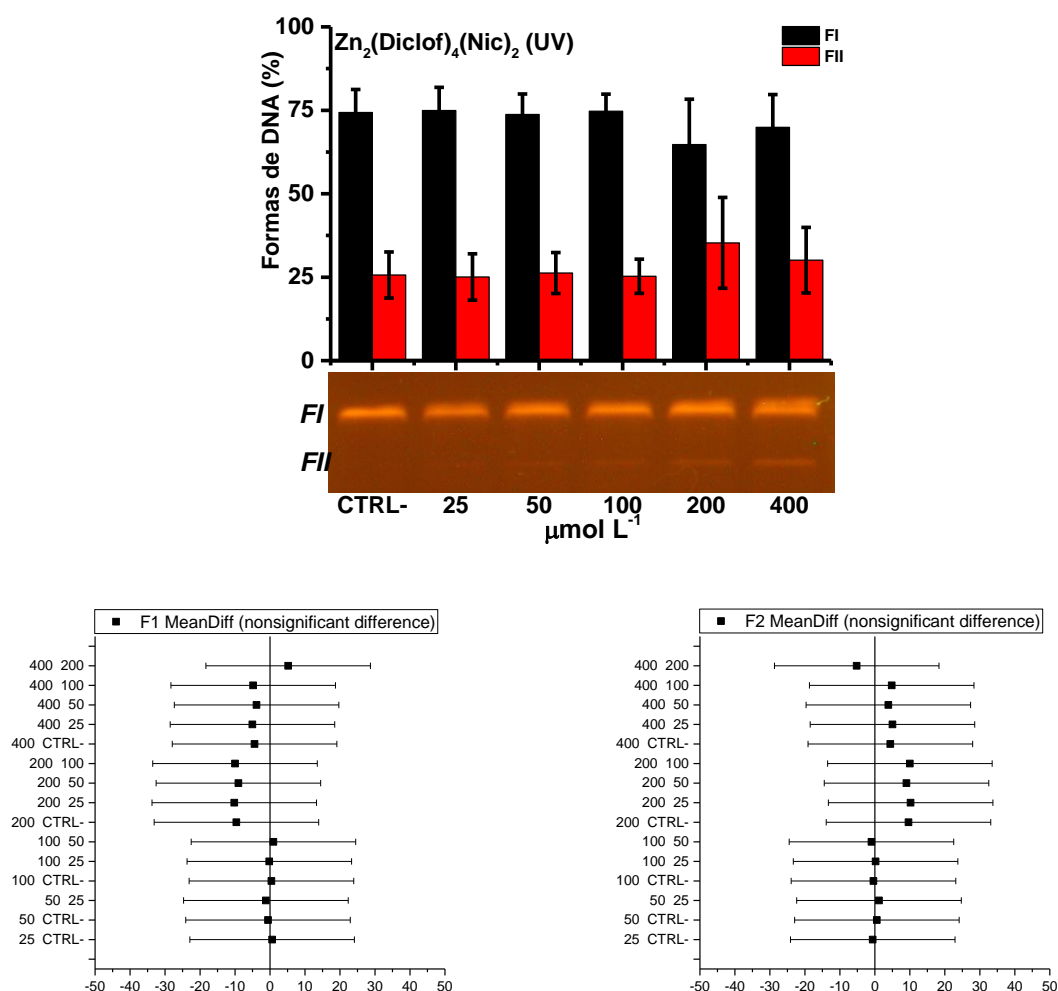 Zn2(Diclof)4(Nic)2 (UV)
FI
FII
Formas de DNA (%)
100
75
50
25
0
FI
FII
CTRL- 25 50 100 200 400
μmol L-1
F1 MeanDiff (nonsignificant difference)
400 200
400 100
400 50
400 25
400 CTRL-
200 100
200 50
200 25
200 CTRL-
100 50
100 25
100 CTRL-
50 25
50 CTRL-
25 CTRL-
-50 -40 -30 -20 -10 0 10 20 30 40 50
F2 MeanDiff (nonsignificant difference)
400 200
400 100
400 50
400 25
400 CTRL-
200 100
200 50
200 25
200 CTRL-
100 50
100 25
100 CTRL-
50 25
50 CTRL-
25 CTRL-
-50 -40 -30 -20 -10 0 10 20 30 40 50